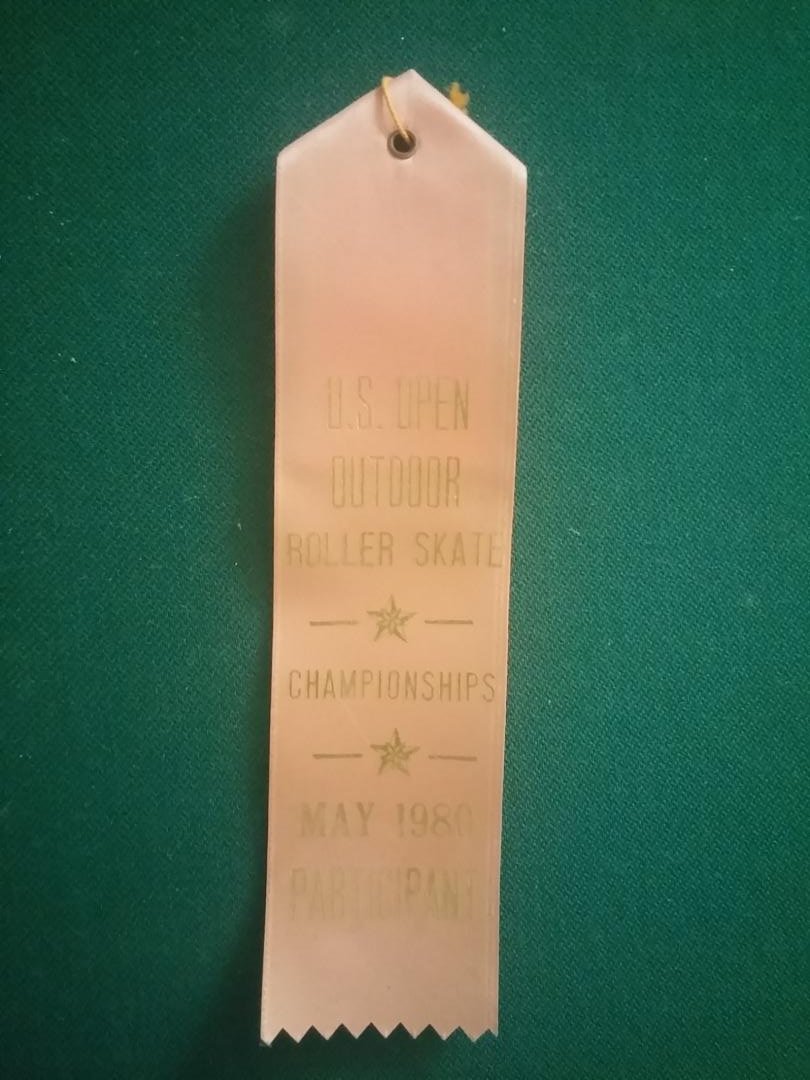 U.S. OPEN
OUTDOOR
ROLLER SKATE
CHAMPIONSHIPS
MAY 1980
PARTICIPANT